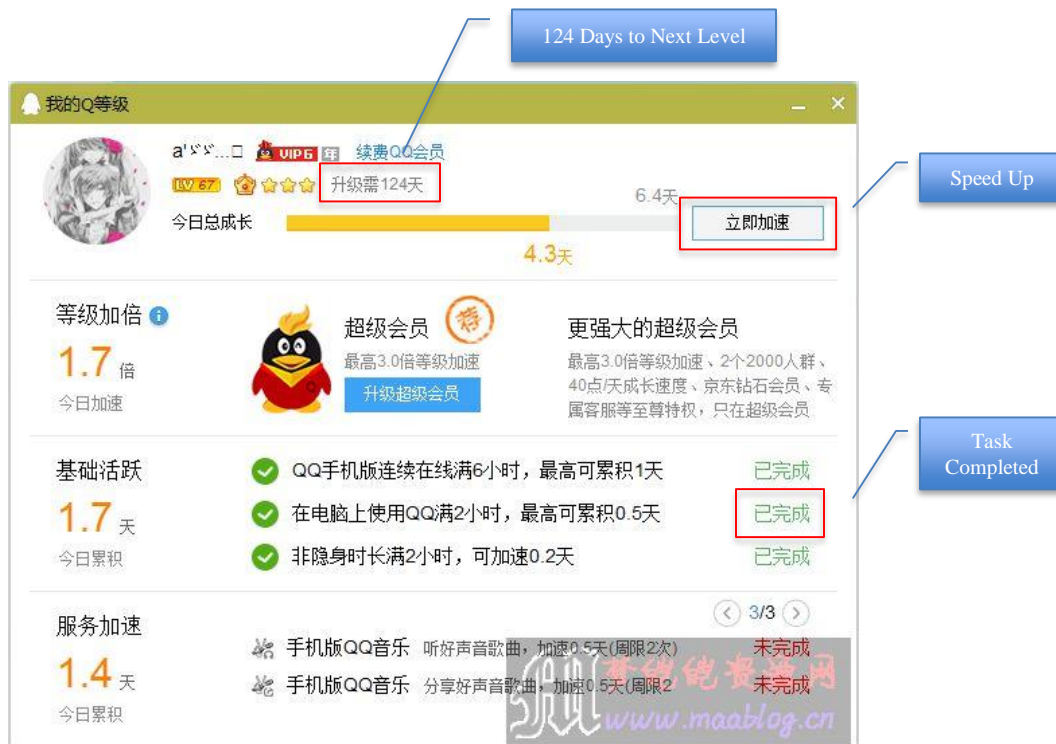 124 Days to Next Level
我的Q等级
VIP6 年 续费QQ会员
LV 67 升级需124天
6.4天
Speed Up
今日总成长
立即加速
4.3天
等级加倍
1.7 倍
今日加速
超级会员 荐
最高3.0倍等级加速
升级超级会员
更强大的超级会员
最高3.0倍等级加速、2个2000人群、
40点/天成长速度、京东钻石会员、专
属客服等至尊特权，只在超级会员
Task
Completed
基础活跃
1.7 天
今日累积
QQ手机版连续在线满6小时，最高可累积1天 已完成
在电脑上使用QQ满2小时，最高可累积0.5天 已完成
非隐身时长满2小时，可加速0.2天 已完成
服务加速
1.4 天
今日累积
3/3
手机版QQ音乐 听好声音歌曲，加速0.5天(周限2次) 未完成
手机版QQ音乐 分享好声音歌曲，加速0.5天(周限2 未完成
www.maablog.cn